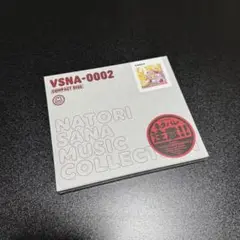 VSNA-0002
[COMPACT DISC]
NATORI
SANA
MUSIC
COLLECT
注意!!